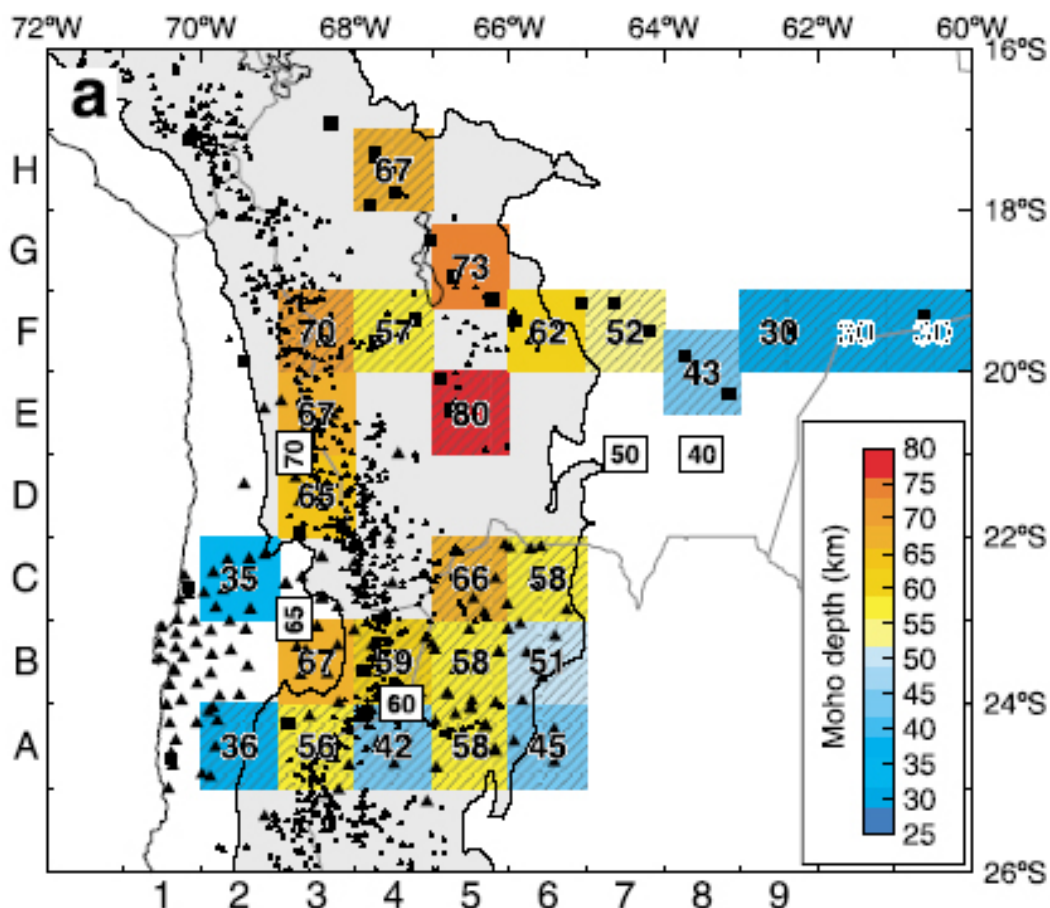 72°W 70°W 68°W 66°W 64°W 62°W 60°W
16°S
a
H 67
18°S
G 73
F 70 57 62 52 30 30 30
20°S
43
E 67 80
70 50 40
D 65
22°S
C 35 66 58
65
B 67 59 58 51
60
24°S
A 36 56 42 58 45
26°S
1 2 3 4 5 6 7 8 9
Moho depth (km)
80
75
70
65
60
55
50
45
40
35
30
25